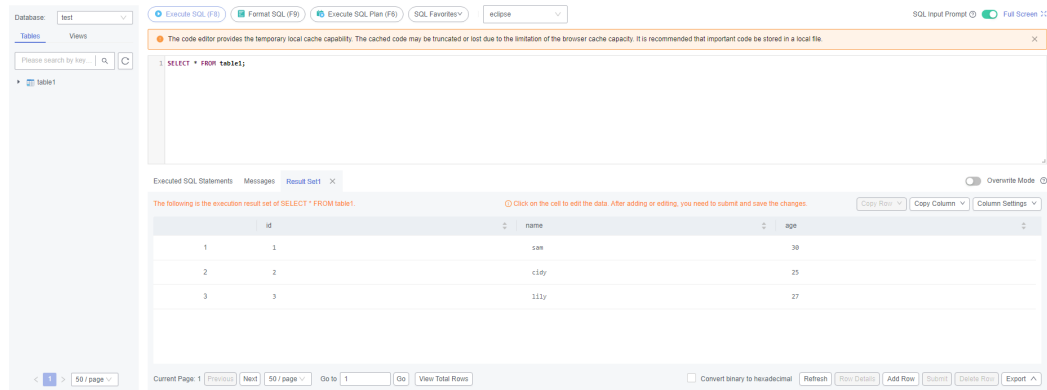 Database: test
Execute SQL (F8) Format SQL (F9) Execute SQL Plan (F6) SQL Favorites eclipse
SQL Input Prompt Full Screen
Tables Views
The code editor provides the temporary local cache capability. The cached code may be truncated or lost due to the limitation of the browser cache capacity. It is recommended that important code be stored in a local file.
Please search by key...
table1
1 SELECT * FROM table1;
Executed SQL Statements Messages Result Set1
Overwrite Mode
The following is the execution result set of SELECT * FROM table1.
Click on the cell to edit the data. After adding or editing, you need to submit and save the changes.
Copy Row Copy Column Column Settings
id name age
1 1 sam 30
2 2 cidy 25
3 3 lily 27
1 50 / page
Current Page: 1 Previous Next 50 / page Go to 1 Go View Total Rows
Convert binary to hexadecimal Refresh Row Details Add Row Submit Delete Row Export